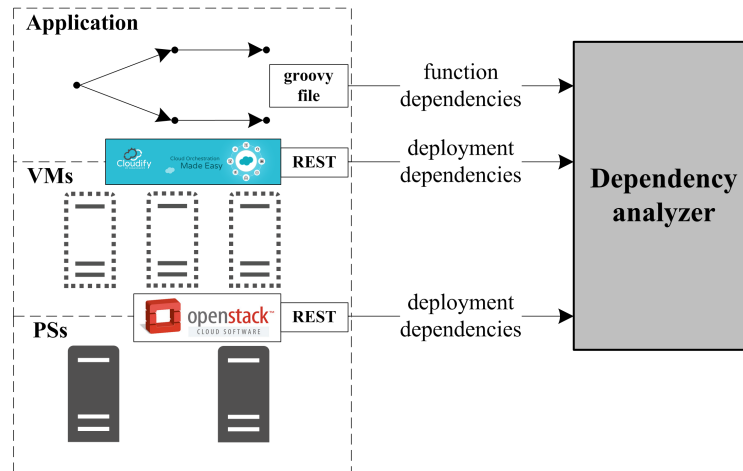 Application
groovy
file
function
dependencies
Cloudify
Cloud Orchestration
Made Easy
REST
deployment
dependencies
VMs
Dependency
analyzer
openstack™
CLOUD SOFTWARE
REST
deployment
dependencies
PSs